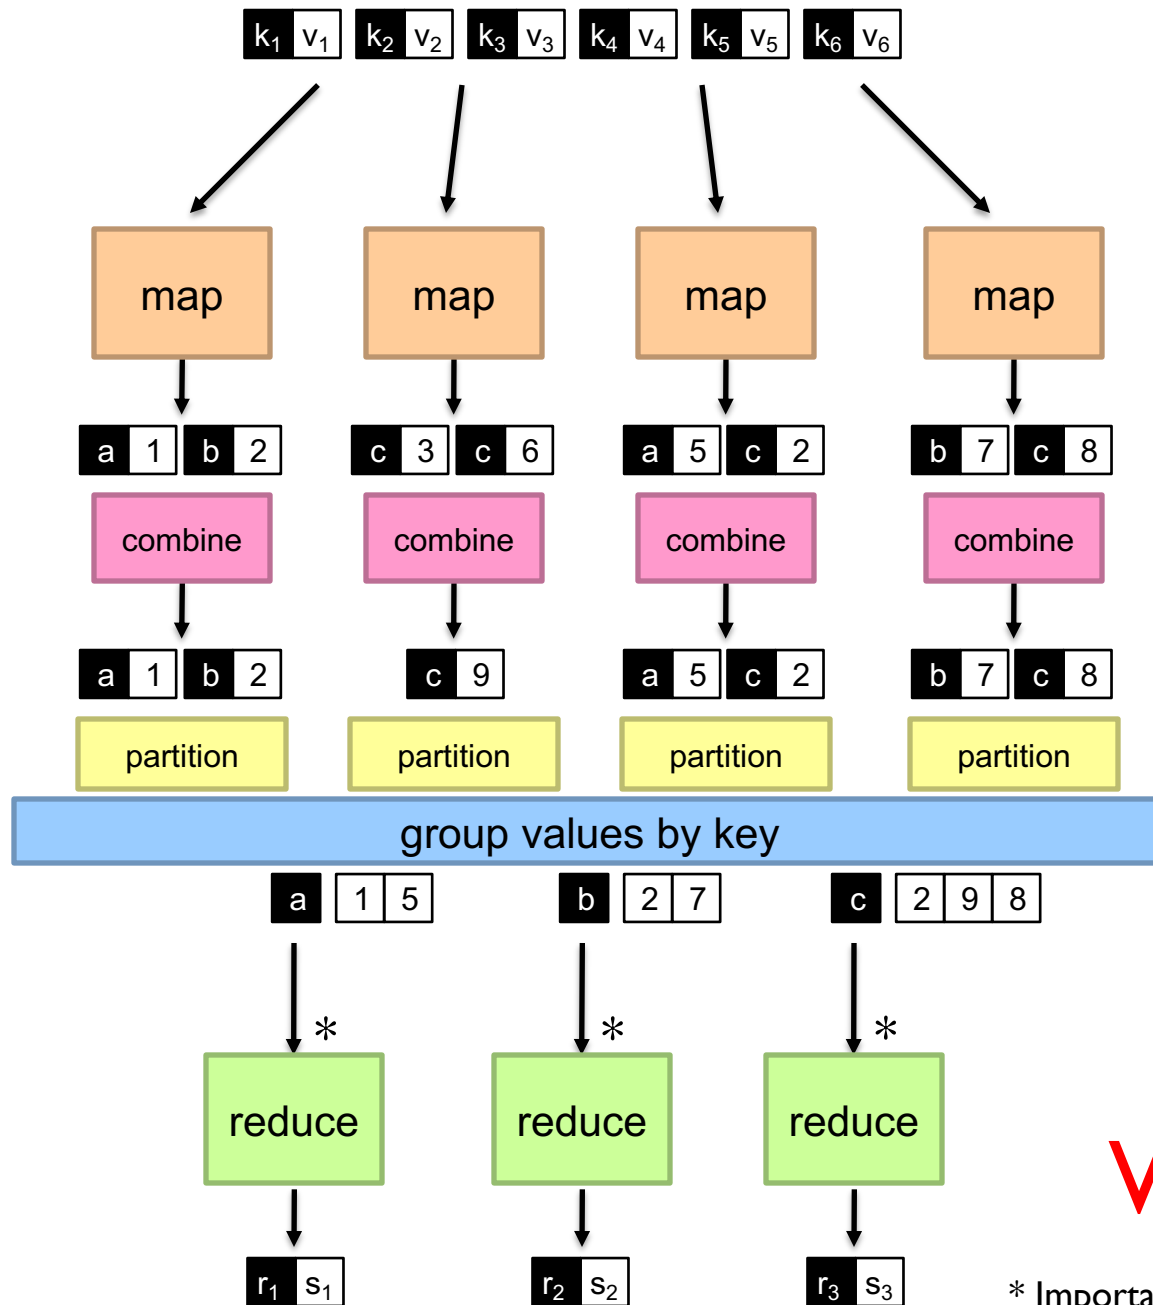 k₁ v₁ k₂ v₂ k₃ v₃ k₄ v₄ k₅ v₅ k₆ v₆
map map map map
a 1 b 2 c 3 c 6 a 5 c 2 b 7 c 8
combine combine combine combine
a 1 b 2 c 9 a 5 c 2 b 7 c 8
partition partition partition partition
group values by key
a 1 5 b 2 7 c 2 9 8
* * *
reduce reduce reduce
r₁ s₁ r₂ s₂ r₃ s₃
*